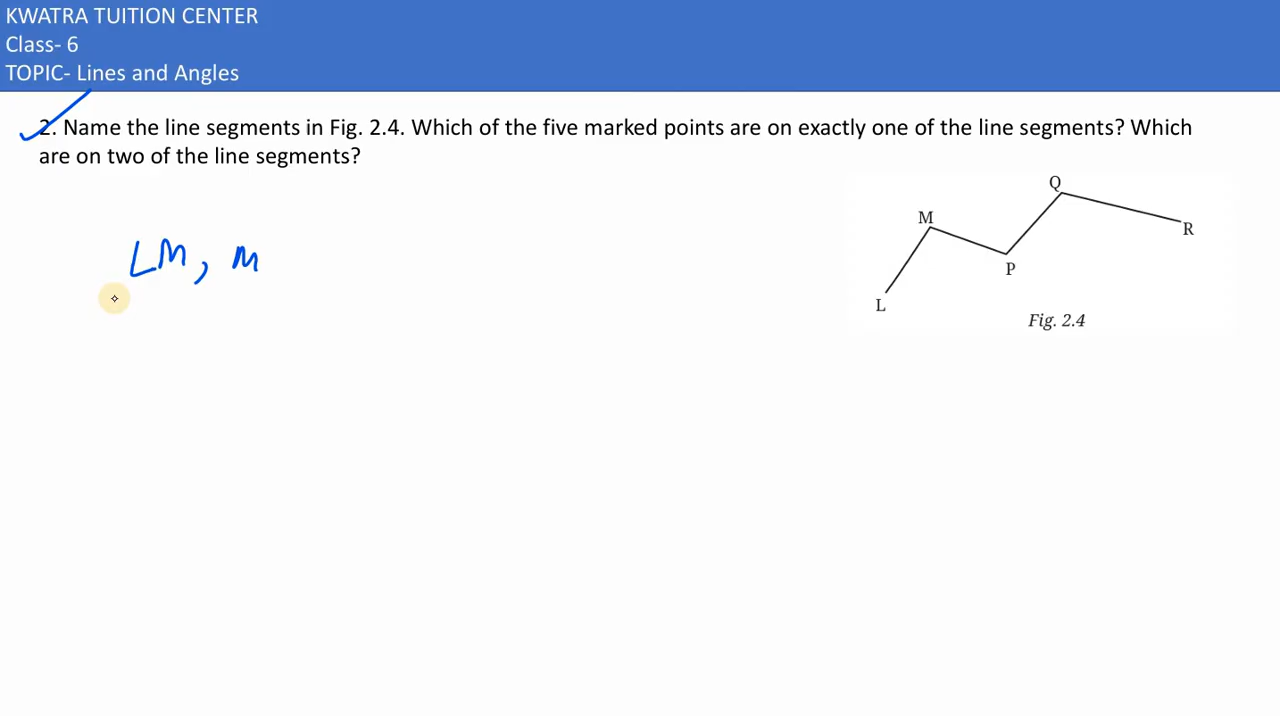 KWATRA TUITION CENTER
Class- 6
TOPIC- Lines and Angles
2. Name the line segments in Fig. 2.4. Which of the five marked points are on exactly one of the line segments? Which
are on two of the line segments?
Q
M
R
LM, M
P
L
Fig. 2.4